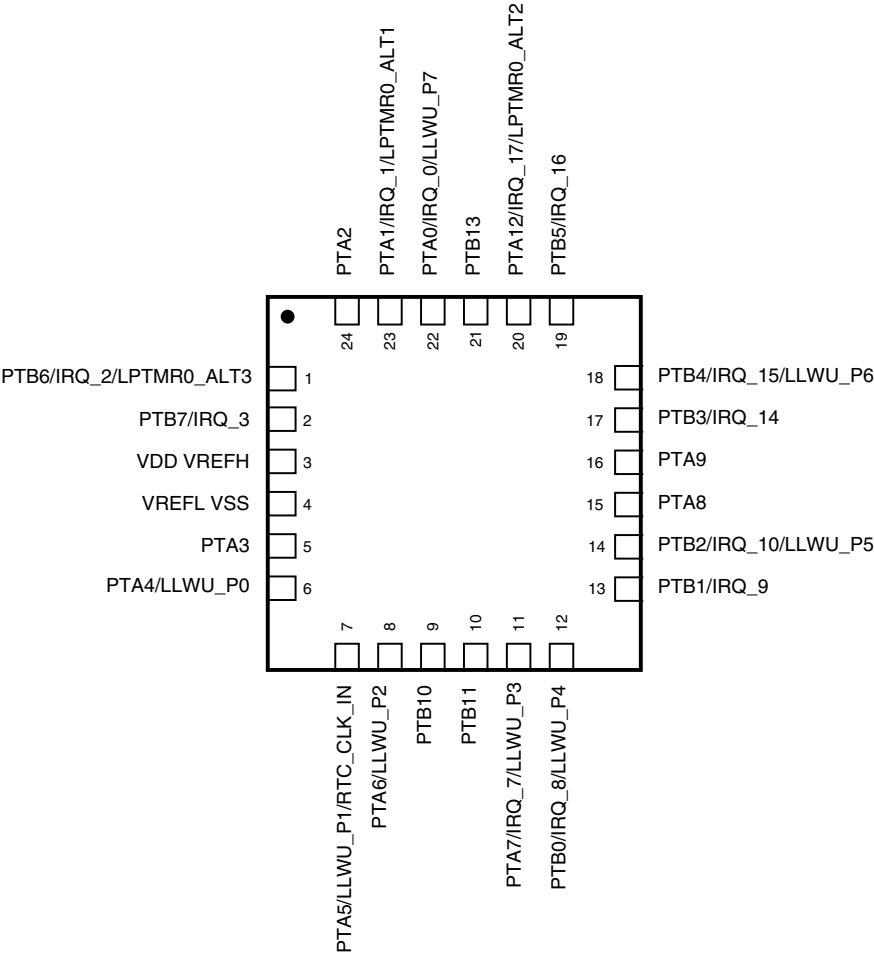 PTA2
PTA1/IRQ_1/LPTMR0_ALT1
PTA0/IRQ_0/LLWU_P7
PTB13
PTA12/IRQ_17/LPTMR0_ALT2
PTB5/IRQ_16
24
23
22
21
20
19
PTB6/IRQ_2/LPTMR0_ALT3
1
18
PTB4/IRQ_15/LLWU_P6
PTB7/IRQ_3
2
17
PTB3/IRQ_14
VDD VREFH
3
16
PTA9
VREFL VSS
4
15
PTA8
PTA3
5
14
PTB2/IRQ_10/LLWU_P5
PTA4/LLWU_P0
6
13
PTB1/IRQ_9
7
8
9
10
11
12
PTA5/LLWU_P1/RTC_CLK_IN
PTA6/LLWU_P2
PTB10
PTB11
PTA7/IRQ_7/LLWU_P3
PTB0/IRQ_8/LLWU_P4